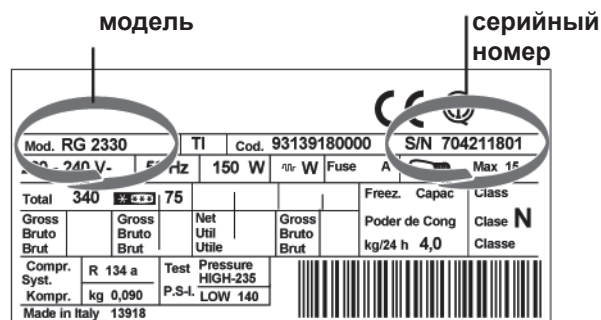 модель
серийный
номер
CE
Mod. RG 2330 TI Cod. 93139180000 S/N 704211801
240 V- Hz 150 W W Fuse A Max 15
Total 340 75 Freez. Capac Class
Gross Gross Net Gross
Bruto Bruto Util Bruto Poder de Cong Clase N
Brut Brut Utile Brut kg/24 h 4,0 Classe
Compr. R 134 a Test Pressure
Syst. HIGH-235
Kompr. kg 0,090 P.S-I. LOW 140
Made in Italy 13918